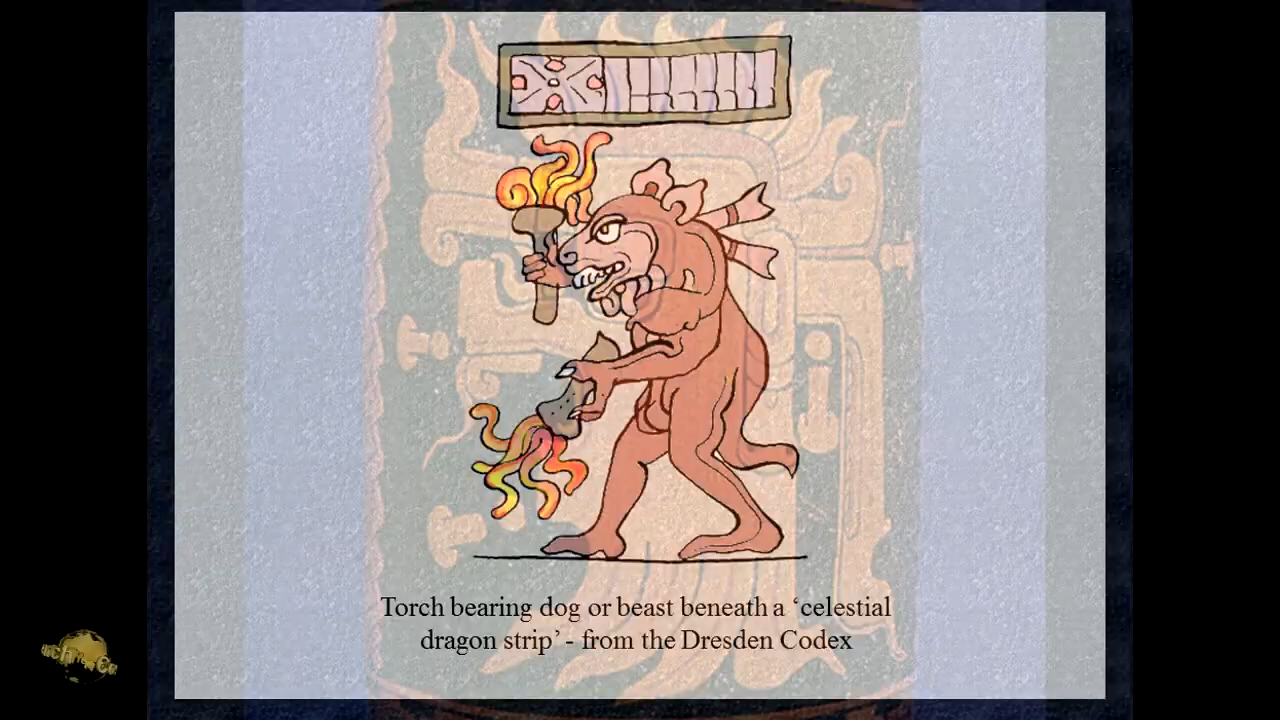 Torch bearing dog or beast beneath a ‘celestial
dragon strip’ - from the Dresden Codex